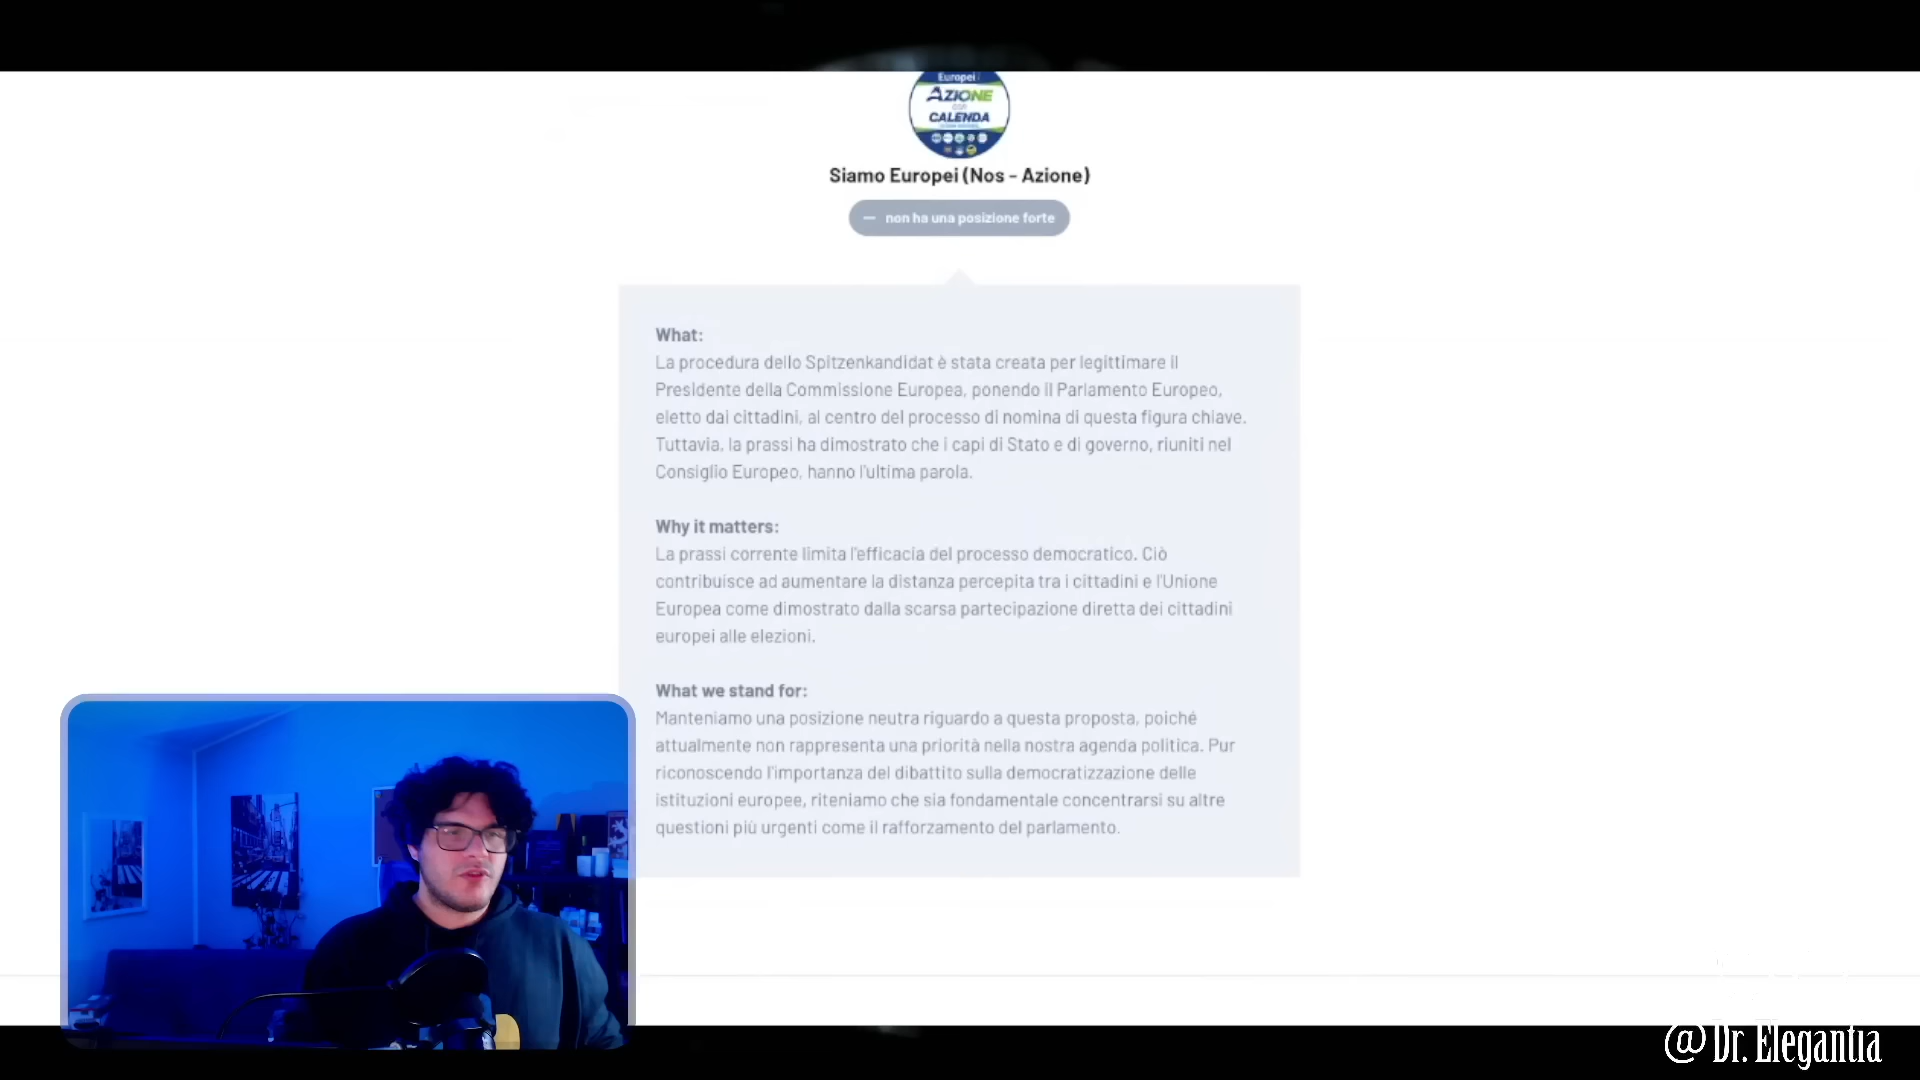 Europei
AZIONE
con
CALENDA
Siamo Europei (Nos - Azione)
— non ha una posizione forte
What:
La procedura dello Spitzenkandidat è stata creata per legittimare il
Presidente della Commissione Europea, ponendo il Parlamento Europeo,
eletto dai cittadini, al centro del processo di nomina di questa figura chiave.
Tuttavia, la prassi ha dimostrato che i capi di Stato e di governo, riuniti nel
Consiglio Europeo, hanno l'ultima parola.
Why it matters:
La prassi corrente limita l'efficacia del processo democratico. Ciò
contribuisce ad aumentare la distanza percepita tra i cittadini e l'Unione
Europea come dimostrato dalla scarsa partecipazione diretta dei cittadini
europei alle elezioni.
What we stand for:
Manteniamo una posizione neutra riguardo a questa proposta, poiché
attualmente non rappresenta una priorità nella nostra agenda politica. Pur
riconoscendo l'importanza del dibattito sulla democratizzazione delle
istituzioni europee, riteniamo che sia fondamentale concentrarsi su altre
questioni più urgenti come il rafforzamento del parlamento.
@Dr. Elegantia